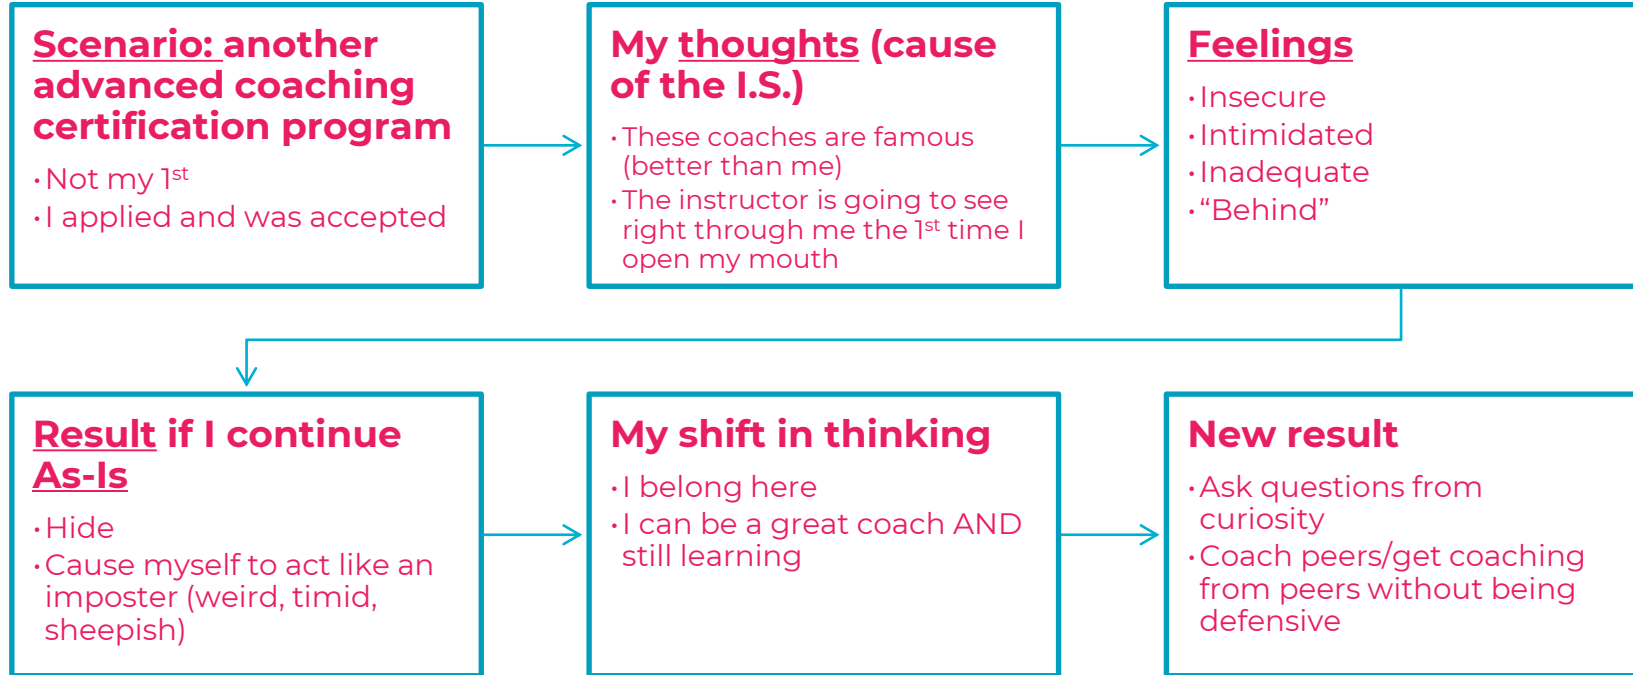 Scenario: another
advanced coaching
certification program
· Not my 1st
· I applied and was accepted
My thoughts (cause
of the I.S.)
· These coaches are famous
(better than me)
· The instructor is going to see
right through me the 1st time I
open my mouth
Feelings
· Insecure
· Intimidated
· Inadequate
· “Behind”
Result if I continue
As-Is
· Hide
· Cause myself to act like an
imposter (weird, timid,
sheepish)
My shift in thinking
· I belong here
· I can be a great coach AND
still learning
New result
· Ask questions from
curiosity
· Coach peers/get coaching
from peers without being
defensive